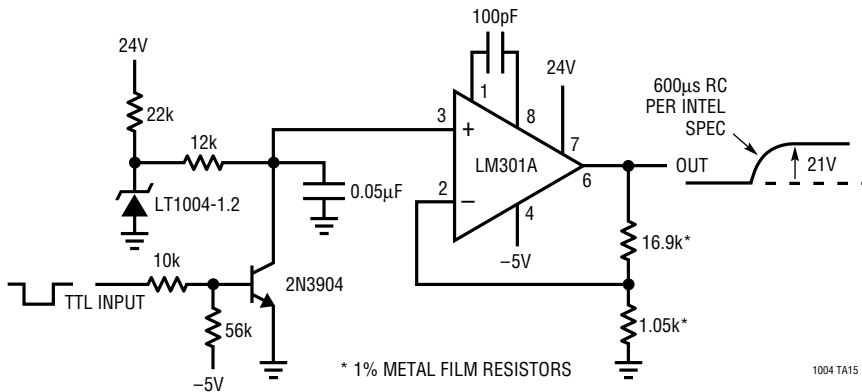 100pF
24V
24V
600µs RC
PER INTEL
SPEC
22k
1
8
12k
3
+
7
LM301A
OUT
6
21V
LT1004-1.2
0.05µF
2
–
4
–5V
16.9k*
10k
2N3904
TTL INPUT
56k
1.05k*
–5V
* 1% METAL FILM RESISTORS
1004 TA15